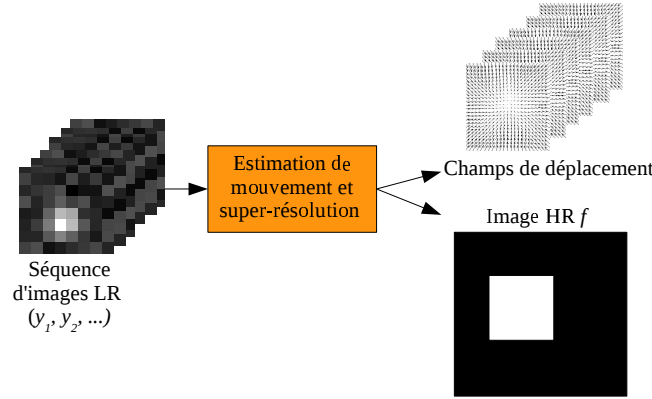 Séquence
d'images LR
(y1, y2, ...)
Estimation de
mouvement et
super-résolution
Champs de déplacement
Image HR f